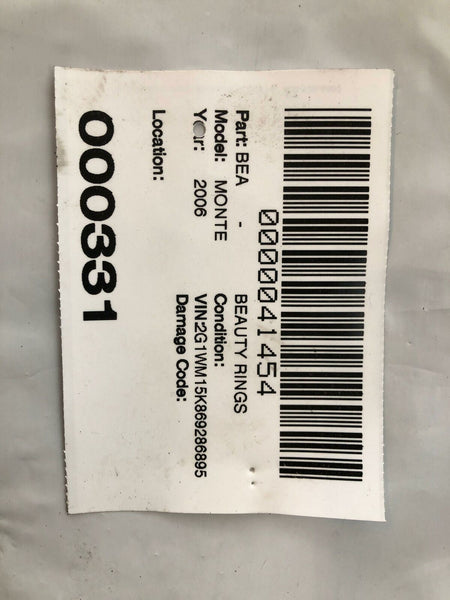 0000041454
Part: BEA - BEAUTY RINGS
Model: MONTE Condition:
Year: 2006 VIN:2G1WM15K869286895
Damage Code:
Location:
000331